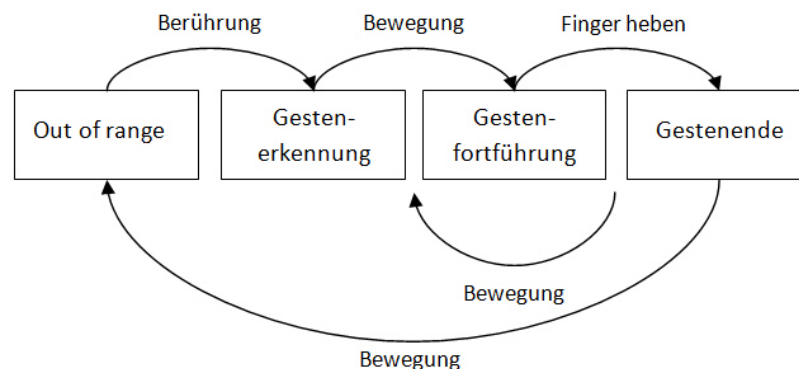 Berührung
Bewegung
Finger heben
Out of range
Gesten-
erkennung
Gesten-
fortführung
Gestenende
Bewegung
Bewegung